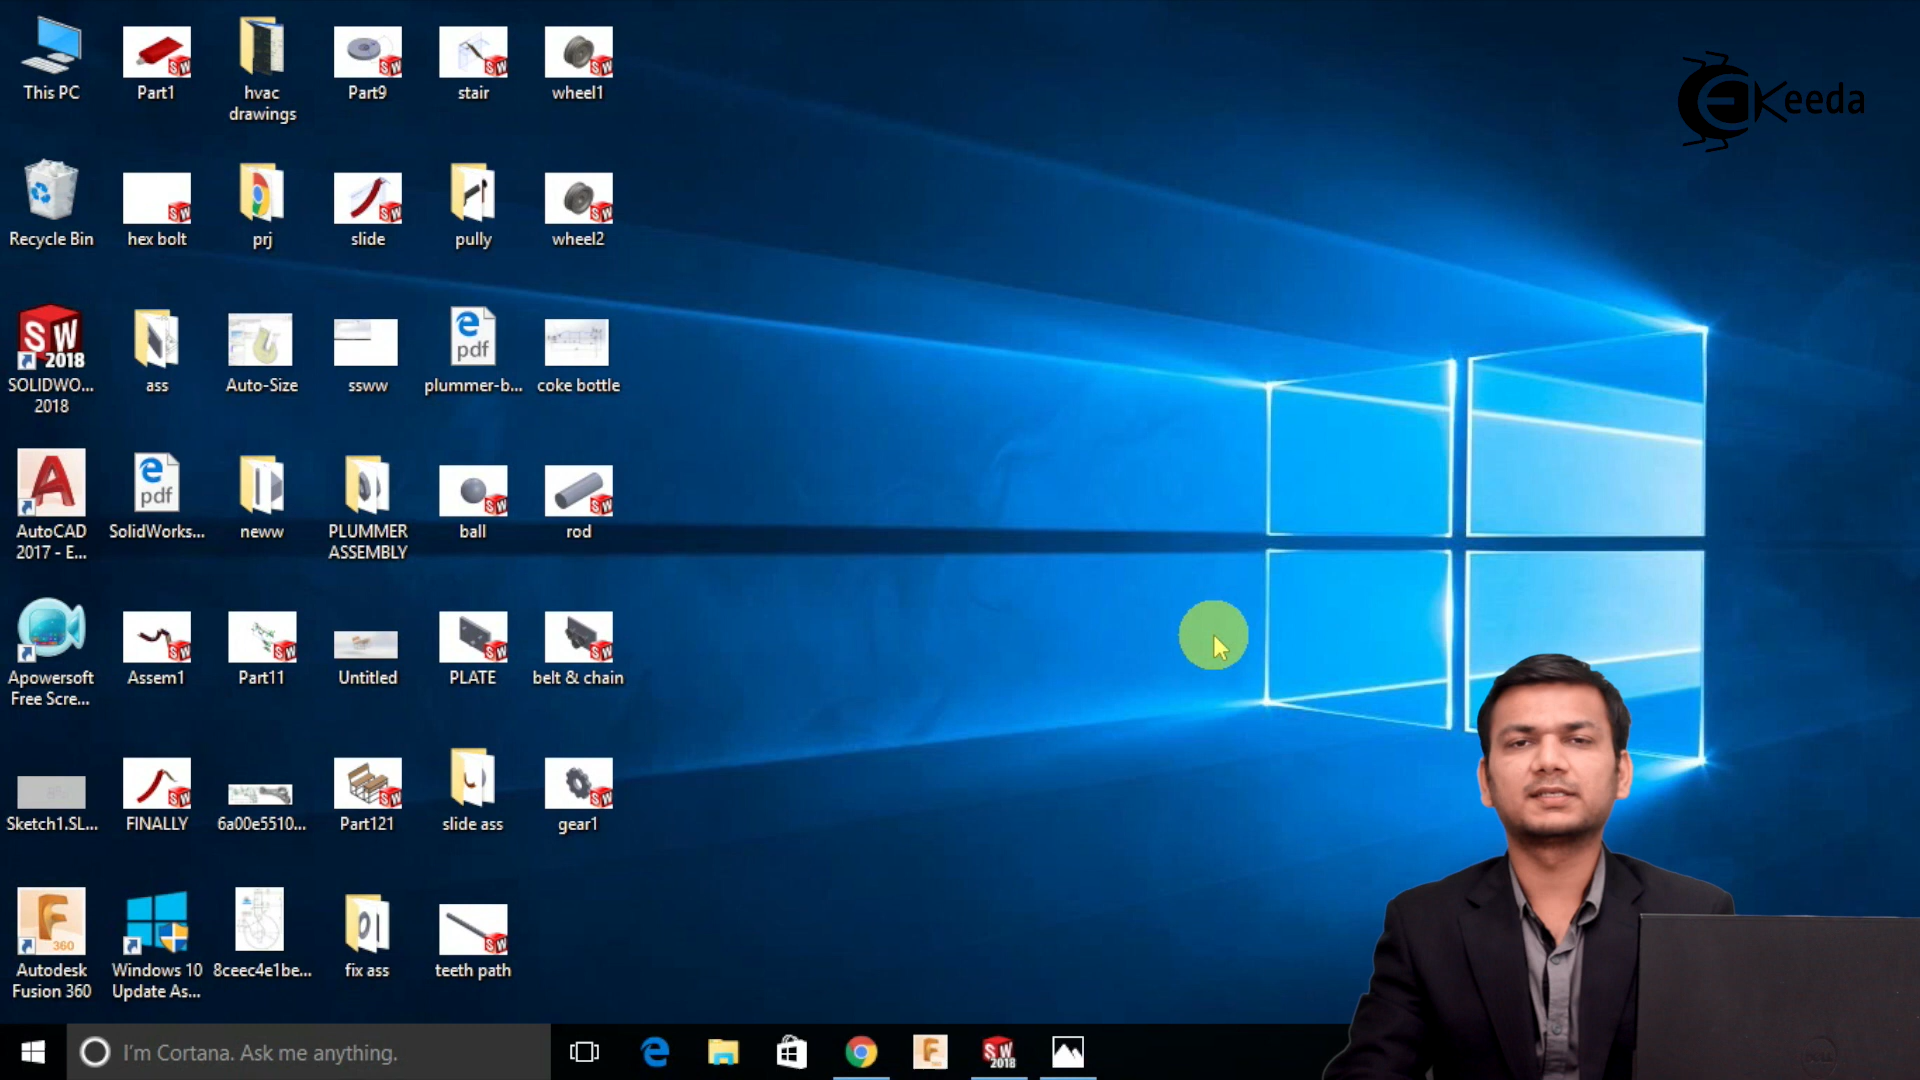 This PC
Part1
hvac
drawings
Part9
stair
wheel1
Keeda
Recycle Bin
hex bolt
prj
slide
pully
wheel2
SW
2018
pdf
SOLIDWO...
2018
ass
Auto-Size
ssww
plummer-b...
coke bottle
pdf
AutoCAD
2017 - E...
SolidWorks...
neww
PLUMMER
ASSEMBLY
ball
rod
Apowersoft
Free Scre...
Assem1
Part11
Untitled
PLATE
belt & chain
Sketch1.SL...
FINALLY
6a00e5510...
Part121
slide ass
gear1
F
360
Autodesk
Fusion 360
Windows 10
Update As...
8ceec4e1be...
fix ass
teeth path
I'm Cortana. Ask me anything.
SW
2018
DELL